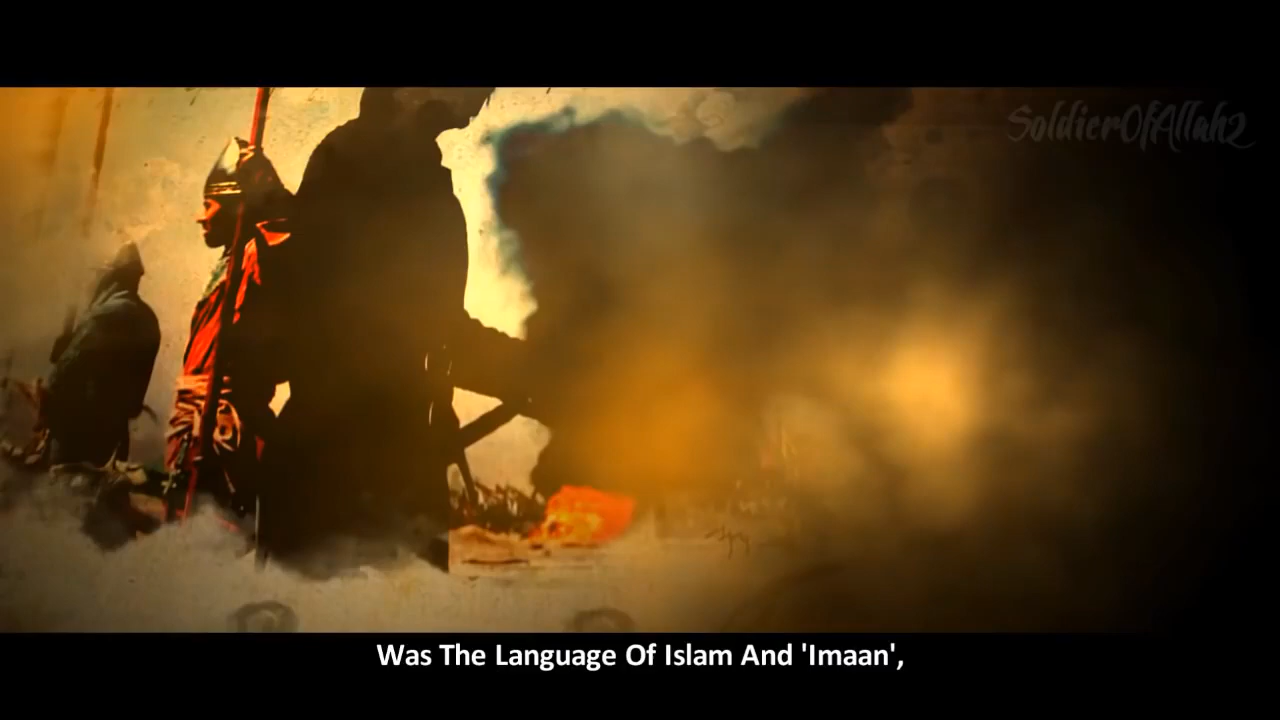 SoldierOfAllah2
Was The Language Of Islam And 'Imaan',